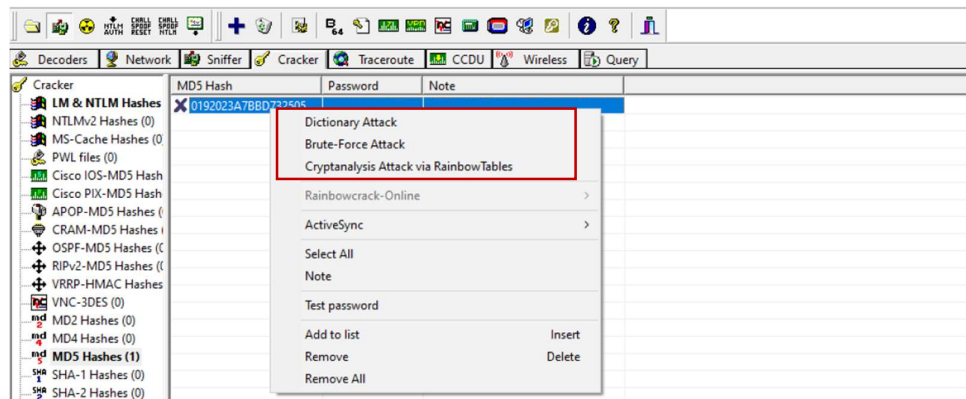 NTLM AUTH
CHALL SPOOF RESET
CHALL SPOOF NTLM
B 64
Decoders Network Sniffer Cracker Traceroute CCDU Wireless Query
Cracker
LM & NTLM Hashes
NTLMv2 Hashes (0)
MS-Cache Hashes (0
PWL files (0)
Cisco IOS-MD5 Hash
Cisco PIX-MD5 Hash
APOP-MD5 Hashes (
CRAM-MD5 Hashes
OSPF-MD5 Hashes (
RIPv2-MD5 Hashes (
VRRP-HMAC Hashes
VNC-3DES (0)
MD2 Hashes (0)
MD4 Hashes (0)
MD5 Hashes (1)
SHA-1 Hashes (0)
SHA-2 Hashes (0)
MD5 Hash Password Note
0192023A7BBD732505
Dictionary Attack
Brute-Force Attack
Cryptanalysis Attack via RainbowTables
Rainbowcrack-Online
ActiveSync
Select All
Note
Test password
Add to list Insert
Remove Delete
Remove All